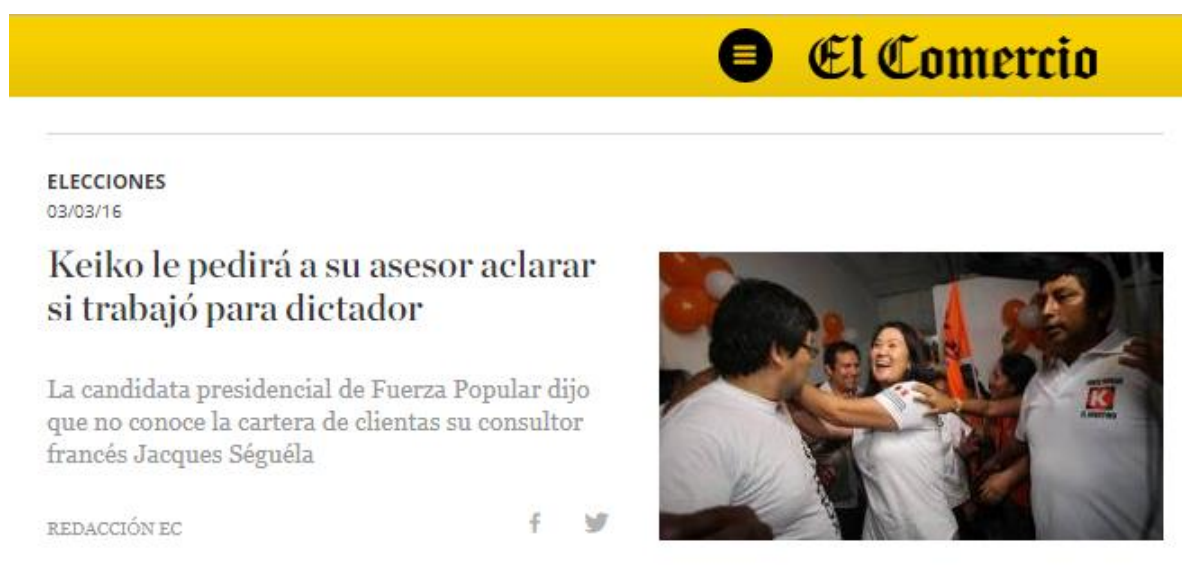 El Comercio
ELECCIONES
03/03/16
Keiko le pedirá a su asesor aclarar
si trabajó para dictador
La candidata presidencial de Fuerza Popular dijo
que no conoce la cartera de clientas su consultor
francés Jacques Séguéla
REDACCIÓN EC
K